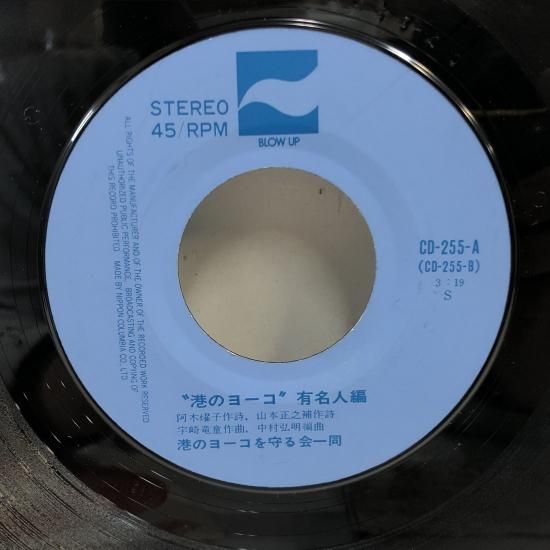 STEREO
45/RPM
BLOW UP
ALL RIGHTS OF THE MANUFACTURER AND OF THE OWNER OF THE RECORDED WORK RESERVED
UNAUTHORIZED PUBLIC PERFORMANCE, BROADCASTING AND COPYING OF
THIS RECORD PROHIBITED. MADE BY NIPPON COLUMBIA CO., LTD.
CD-255-A
(CD-255-B)
3:19
S
"港のヨーコ"有名人編
阿木燿子作詩、山本正之補作詩
宇崎竜童作曲、中村弘明編曲
港のヨーコを守る会一同